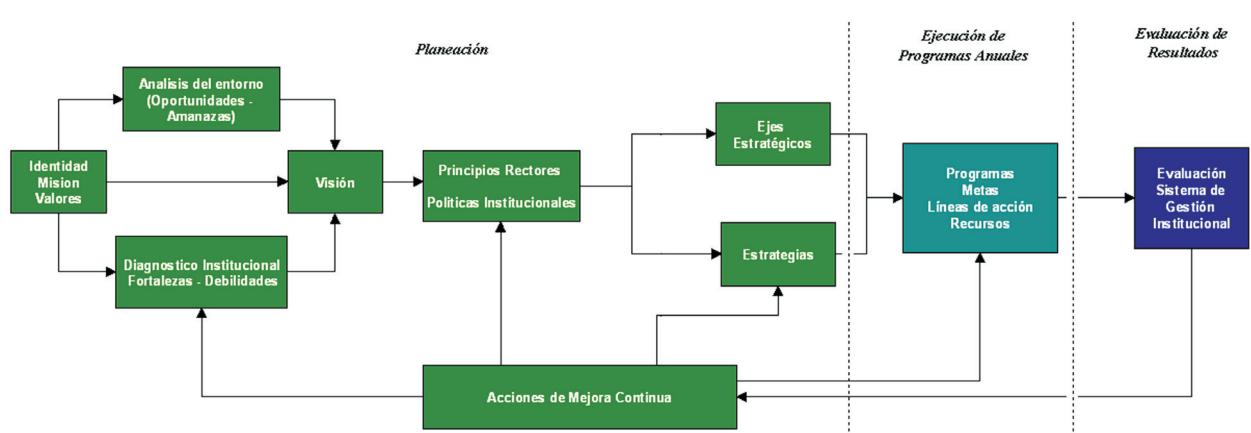 Planeación
Ejecución de
Programas Anuales
Evaluación de
Resultados
Analisis del entorno
(Oportunidades -
Amanazas)
Identidad
Mision
Valores
Visión
Diagnostico Institucional
Fortalezas - Debilidades
Principios Rectores
Politicas Institucionales
Ejes
Estratégicos
Estrategias
Programas
Metas
Líneas de acción
Recursos
Evaluación
Sistema de
Gestión
Institucional
Acciones de Mejora Continua